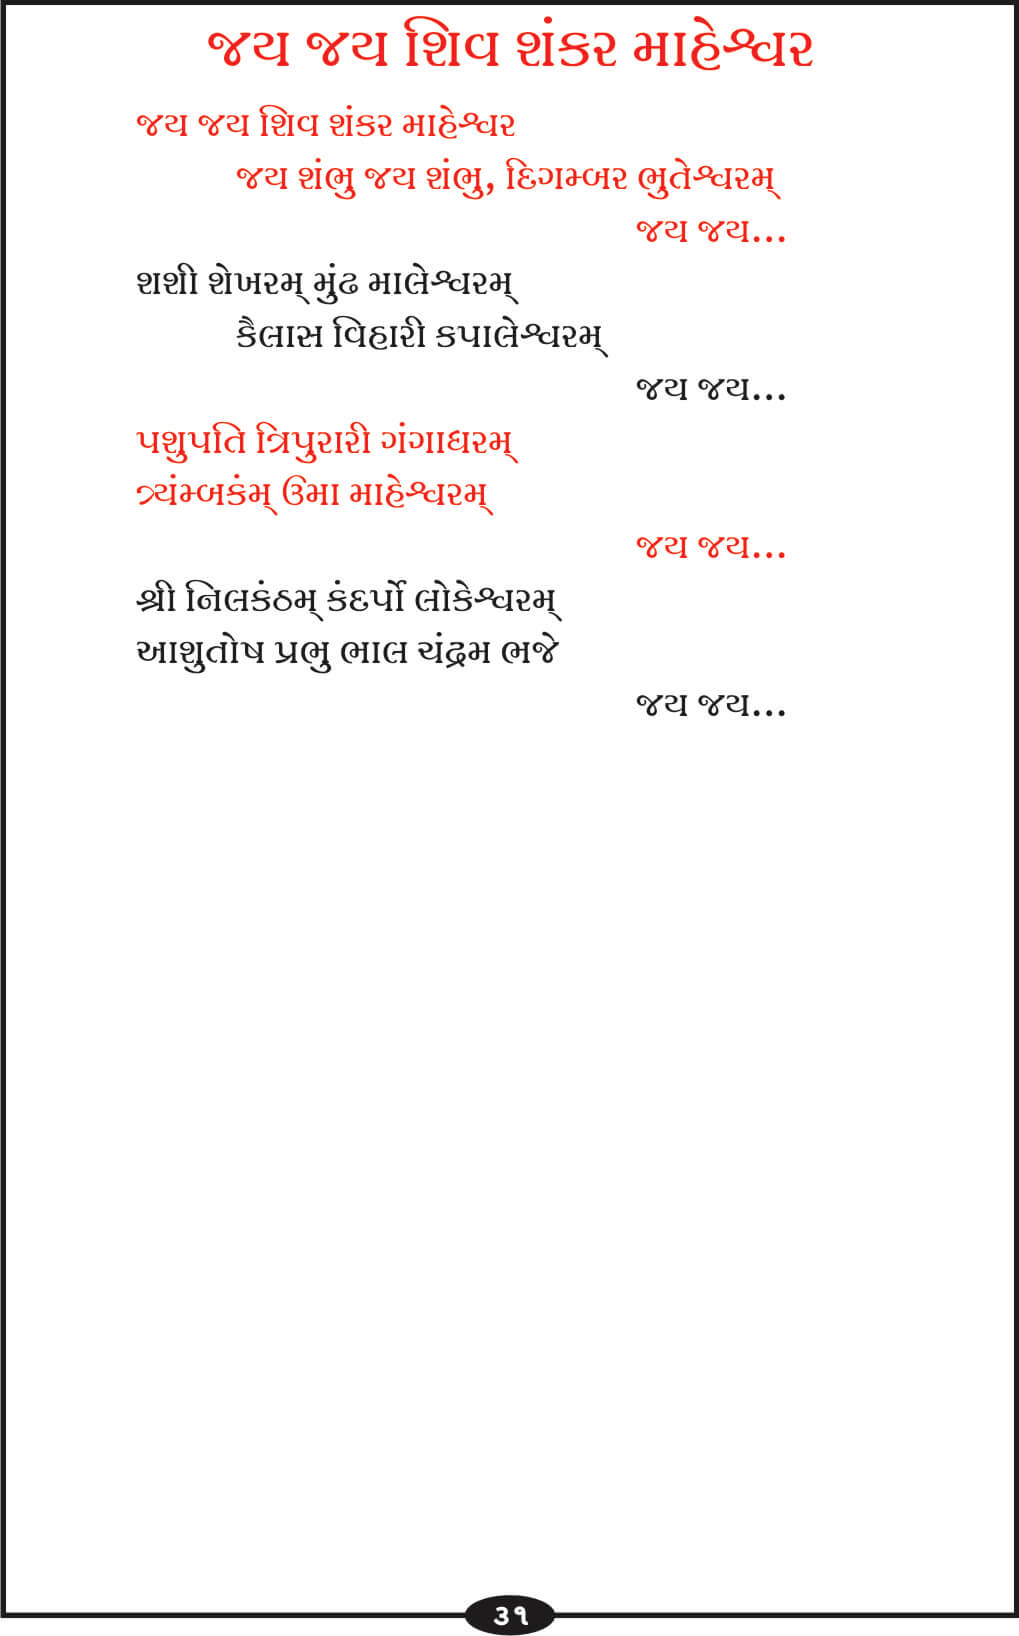 જય જય શિવ શંકર માહેશ્વર
જય જય શિવ શંકર માહેશ્વર
જય શંભુ જય શંભુ, દિગમ્બર ભુતેશ્વરમ્
જય જય...
શશી શેખરમ્ મુંઢ માલેશ્વરમ્
કૈલાસ વિહારી કપાલેશ્વરમ્
જય જય...
પશુપતિ ત્રિપુરારી ગંગાધરમ્
ત્ર્યંમ્બકંમ્ ઉમા માહેશ્વરમ્
જય જય...
શ્રી નિલકંઠમ્ કંદર્પો લોકેશ્વરમ્
આશુતોષ પ્રભુ ભાલ ચંદ્રમ ભજે
જય જય...
૩૧